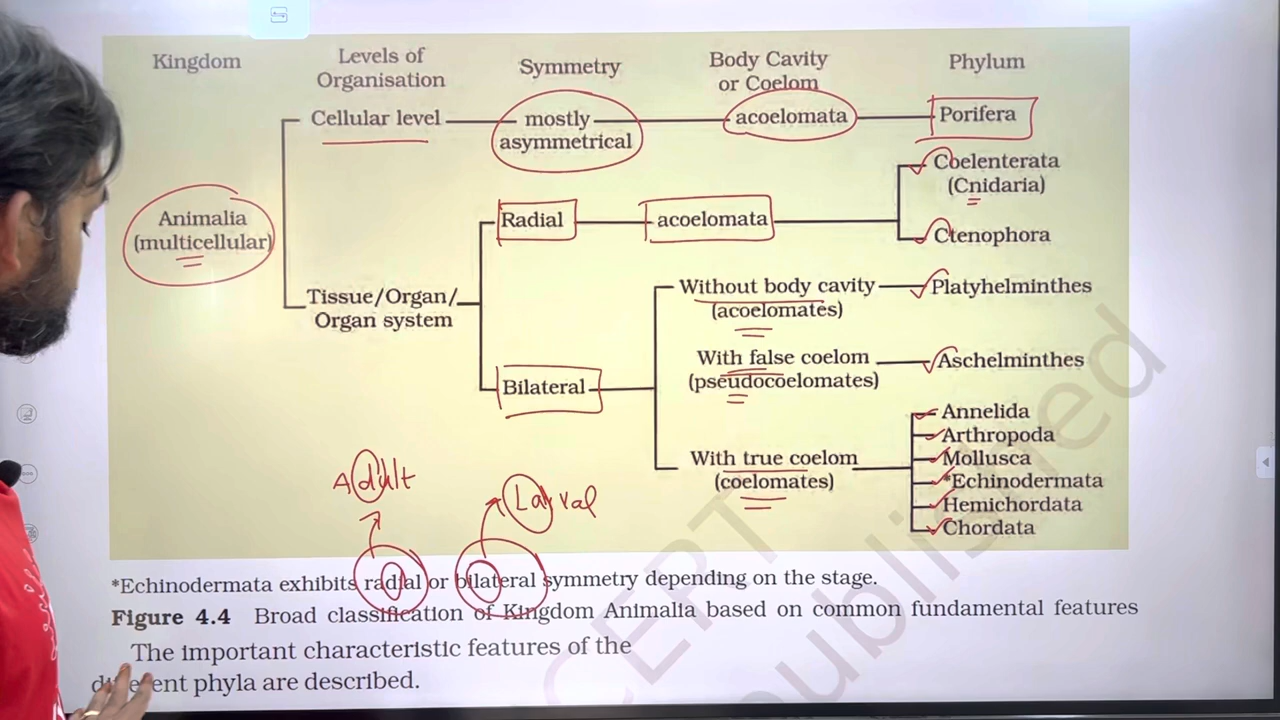 Kingdom
Levels of
Organisation
Symmetry
Body Cavity
or Coelom
Phylum
Cellular level
mostly
asymmetrical
acoelomata
Porifera
Animalia
(multicellular)
Tissue/Organ/
Organ system
Radial
acoelomata
Coelenterata
(Cnidaria)
Ctenophora
Bilateral
Without body cavity
(acoelomates)
Platyhelminthes
With false coelom
(pseudocoelomates)
Aschelminthes
With true coelom
(coelomates)
Annelida
Arthropoda
Mollusca
*Echinodermata
Hemichordata
Chordata
Adult
Larval
*Echinodermata exhibits radial or bilateral symmetry depending on the stage.
Figure 4.4 Broad classification of Kingdom Animalia based on common fundamental features
The important characteristic features of the
different phyla are described.
CERT
published